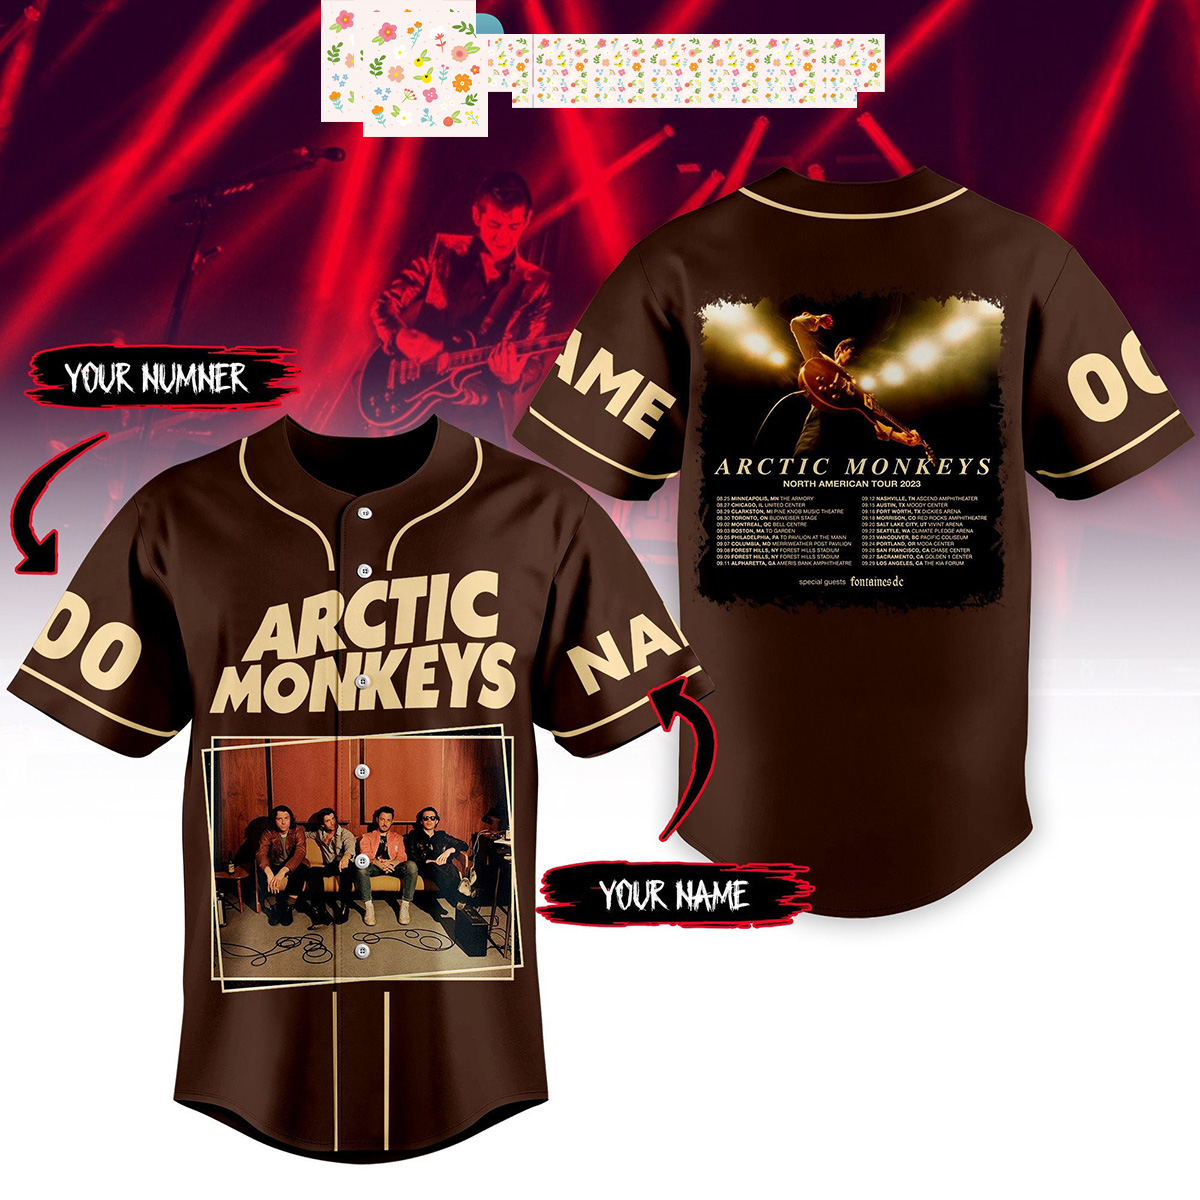 YOUR NUMNER
AME
00
ARCTIC MONKEYS
NORTH AMERICAN TOUR 2023
08.25 MINNEAPOLIS, MN THE ARMORY
08.27 CHICAGO, IL UNITED CENTER
08.29 CLARKSTON, MI PINE KNOB MUSIC THEATRE
08.30 TORONTO, ON BUDWEISER STAGE
09.02 MONTREAL, QC BELL CENTRE
09.03 BOSTON, MA TD GARDEN
09.05 PHILADELPHIA, PA TD PAVILION AT THE MANN
09.07 COLUMBIA, MD MERRIWEATHER POST PAVILION
09.08 FOREST HILLS, NY FOREST HILLS STADIUM
09.09 FOREST HILLS, NY FOREST HILLS STADIUM
09.11 ALPHARETTA, GA AMERIS BANK AMPHITHEATRE
09.12 NASHVILLE, TN ASCEND AMPHITHEATER
09.15 AUSTIN, TX MOODY CENTER
09.16 FORT WORTH, TX DICKIES ARENA
09.18 MORRISON, CO RED ROCKS AMPHITHEATRE
09.20 SALT LAKE CITY, UT VIVINT ARENA
09.22 SEATTLE, WA CLIMATE PLEDGE ARENA
09.23 VANCOUVER, BC PACIFIC COLISEUM
09.24 PORTLAND, OR MODA CENTER
09.26 SAN FRANCISCO, CA CHASE CENTER
09.27 SACRAMENTO, CA GOLDEN 1 CENTER
09.29 LOS ANGELES, CA THE KIA FORUM
special guests fontaines dc
00
ARCTIC
MONKEYS
NA
YOUR NAME